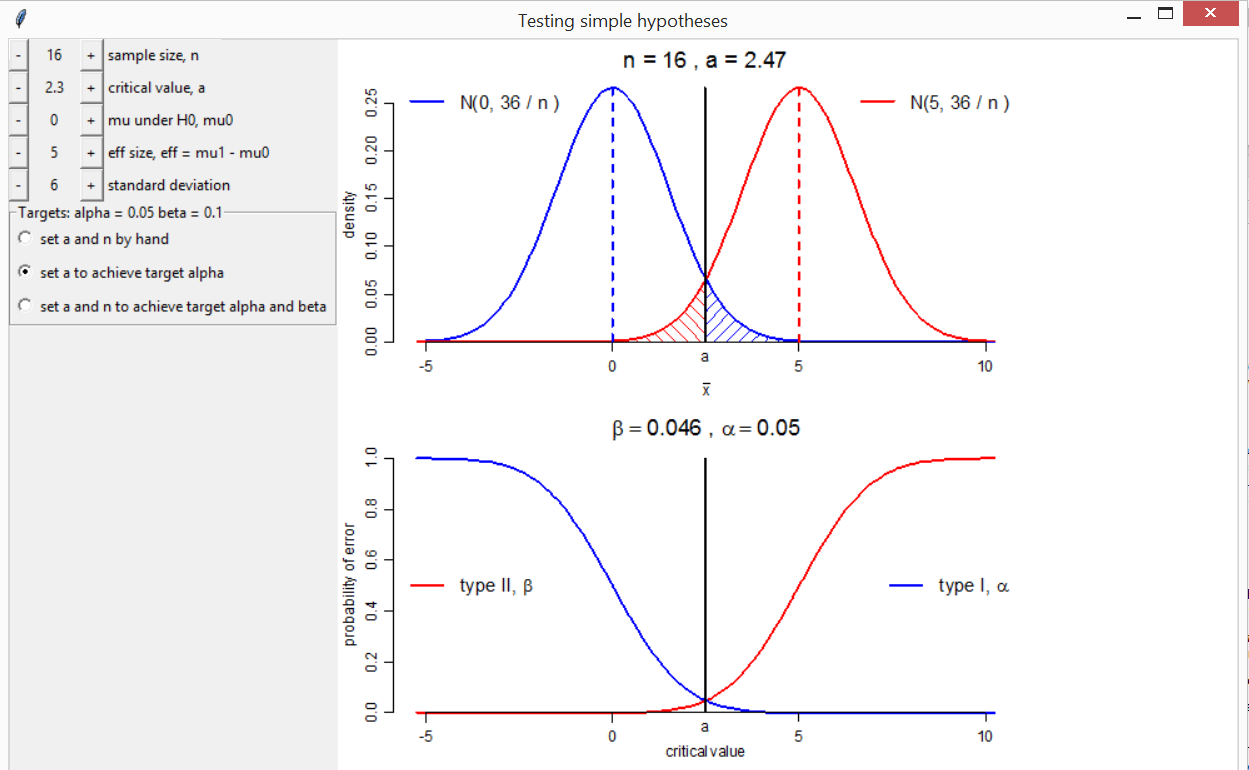 Testing simple hypotheses
- 16 + sample size, n
- 2.3 + critical value, a
- 0 + mu under H0, mu0
- 5 + eff size, eff = mu1 - mu0
- 6 + standard deviation
Targets: alpha = 0.05 beta = 0.1
set a and n by hand
set a to achieve target alpha
set a and n to achieve target alpha and beta
n = 16 , a = 2.47
N(0, 36 / n )
N(5, 36 / n )
density
0.25
0.20
0.15
0.10
0.05
0.00
-5 0 a 5 10
x̅
β = 0.046 , α = 0.05
probability of error
1.0
0.8
0.6
0.4
0.2
0.0
type II, β
type I, α
-5 0 a 5 10
critical value